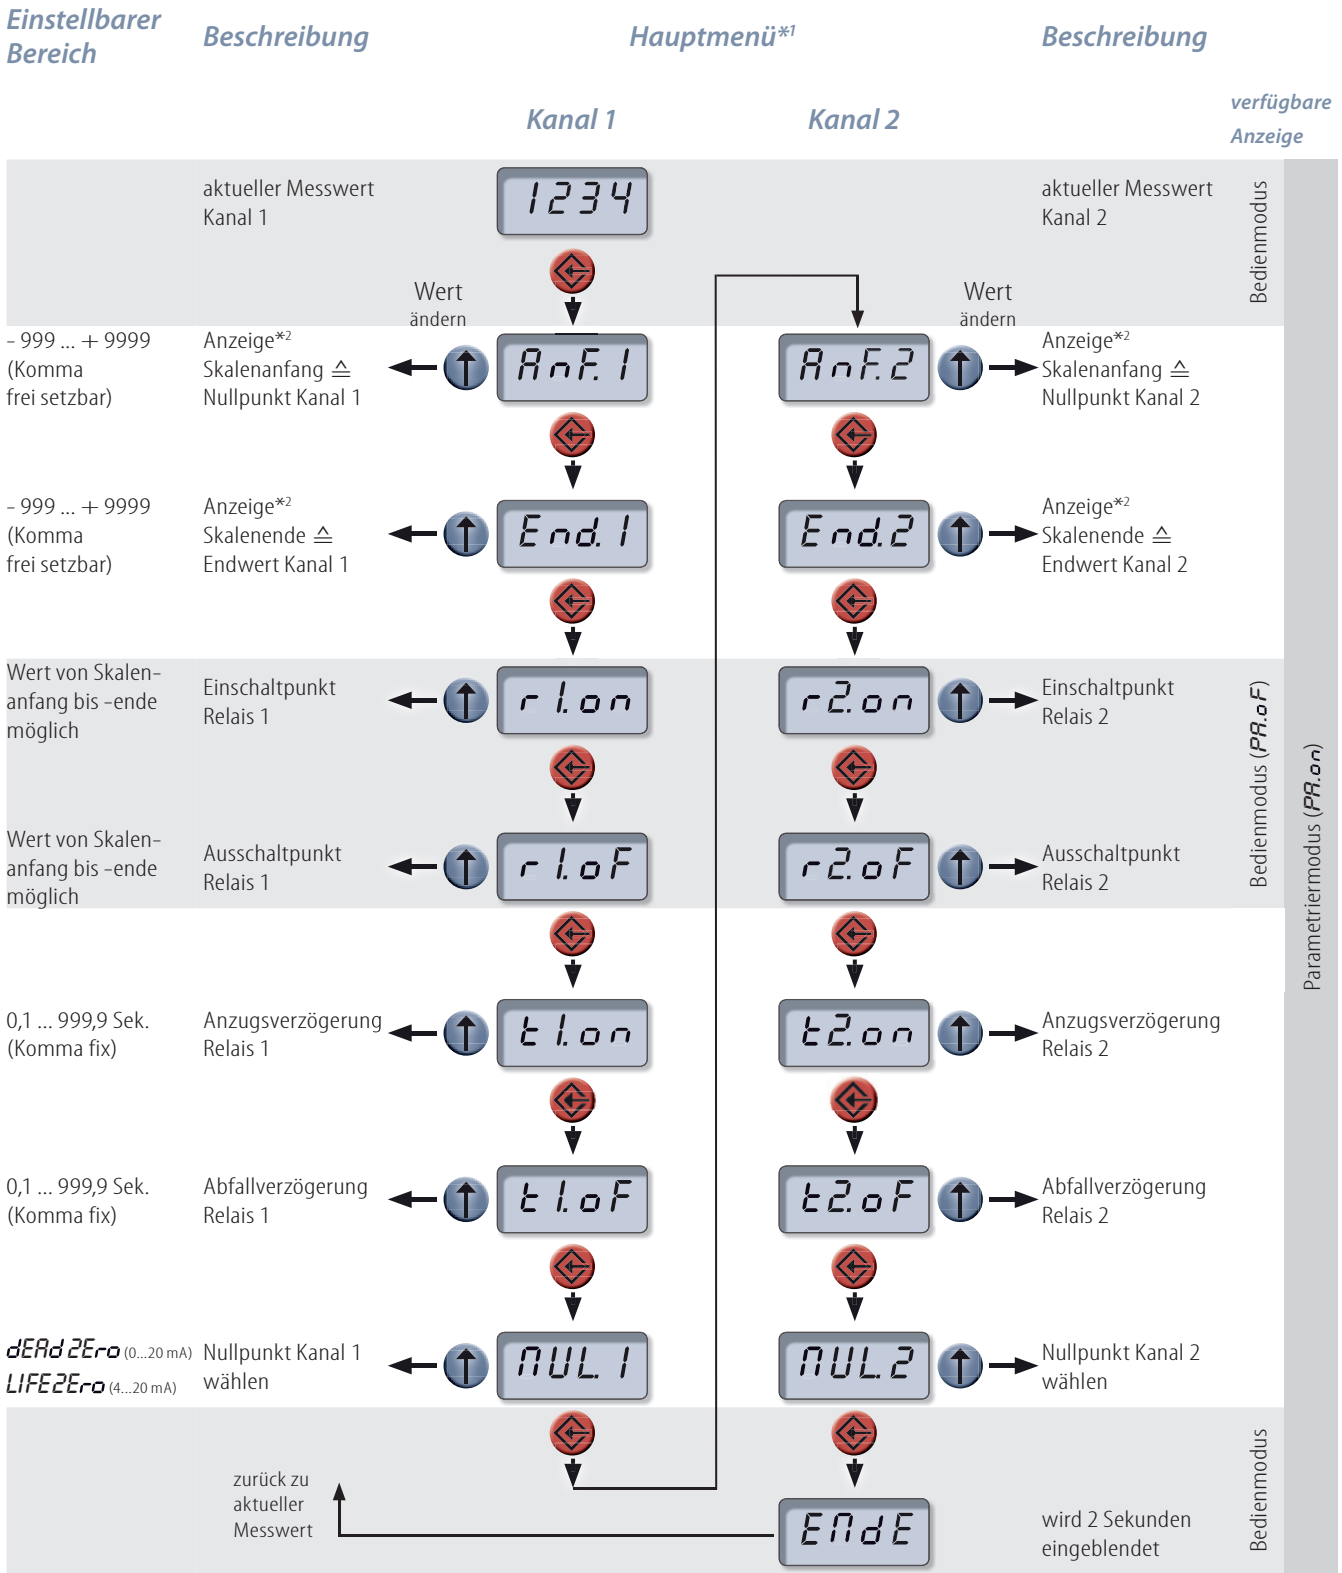 Einstellbarer
Bereich
Beschreibung
Hauptmenü*1
Beschreibung
Kanal 1
Kanal 2
verfügbare
Anzeige
aktueller Messwert
Kanal 1
1234
aktueller Messwert
Kanal 2
Bedienmodus
Wert
ändern
Wert
ändern
- 999 ... + 9999
(Komma
frei setzbar)
Anzeige*2
Skalenanfang ≙
Nullpunkt Kanal 1
AnF.1
AnF.2
Anzeige*2
Skalenanfang ≙
Nullpunkt Kanal 2
- 999 ... + 9999
(Komma
frei setzbar)
Anzeige*2
Skalenende ≙
Endwert Kanal 1
End.1
End.2
Anzeige*2
Skalenende ≙
Endwert Kanal 2
Wert von Skalen-
anfang bis -ende
möglich
Einschaltpunkt
Relais 1
r1.on
r2.on
Einschaltpunkt
Relais 2
Wert von Skalen-
anfang bis -ende
möglich
Ausschaltpunkt
Relais 1
r1.oF
r2.oF
Ausschaltpunkt
Relais 2
Bedienmodus (PA.oF)
Parametriermodus (PA.on)
0,1 ... 999,9 Sek.
(Komma fix)
Anzugsverzögerung
Relais 1
t1.on
t2.on
Anzugsverzögerung
Relais 2
0,1 ... 999,9 Sek.
(Komma fix)
Abfallverzögerung
Relais 1
t1.oF
t2.oF
Abfallverzögerung
Relais 2
dEAd ZEro (0...20 mA)
LIFE ZEro (4...20 mA)
Nullpunkt Kanal 1
wählen
NUL.1
NUL.2
Nullpunkt Kanal 2
wählen
zurück zu
aktueller
Messwert
ENdE
wird 2 Sekunden
eingeblendet
Bedienmodus